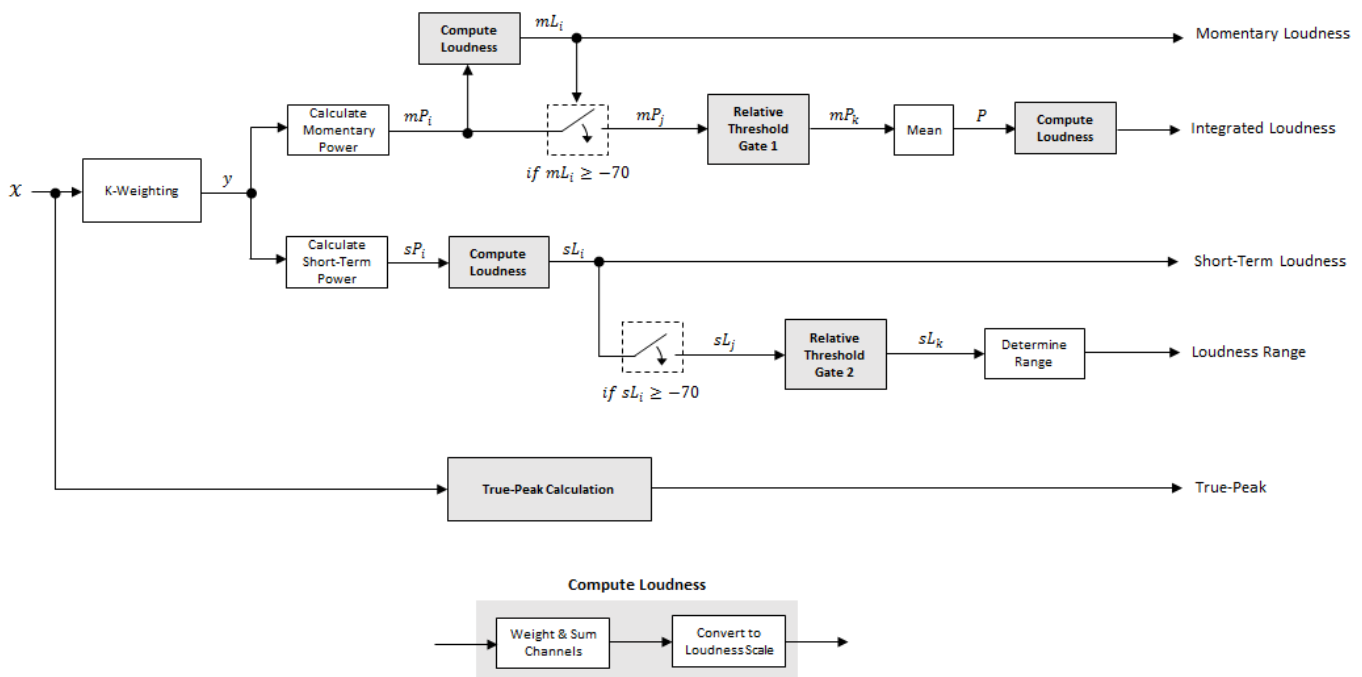 Compute
Loudness
mLᵢ
Momentary Loudness
Calculate
Momentary
Power
mPᵢ
if mLᵢ ≥ −70
mPⱼ
Relative
Threshold
Gate 1
mPₖ
Mean
P
Compute
Loudness
Integrated Loudness
x
K-Weighting
y
Calculate
Short-Term
Power
sPᵢ
Compute
Loudness
sLᵢ
Short-Term Loudness
if sLᵢ ≥ −70
sLⱼ
Relative
Threshold
Gate 2
sLₖ
Determine
Range
Loudness Range
True-Peak Calculation
True-Peak
Compute Loudness
Weight & Sum
Channels
Convert to
Loudness Scale